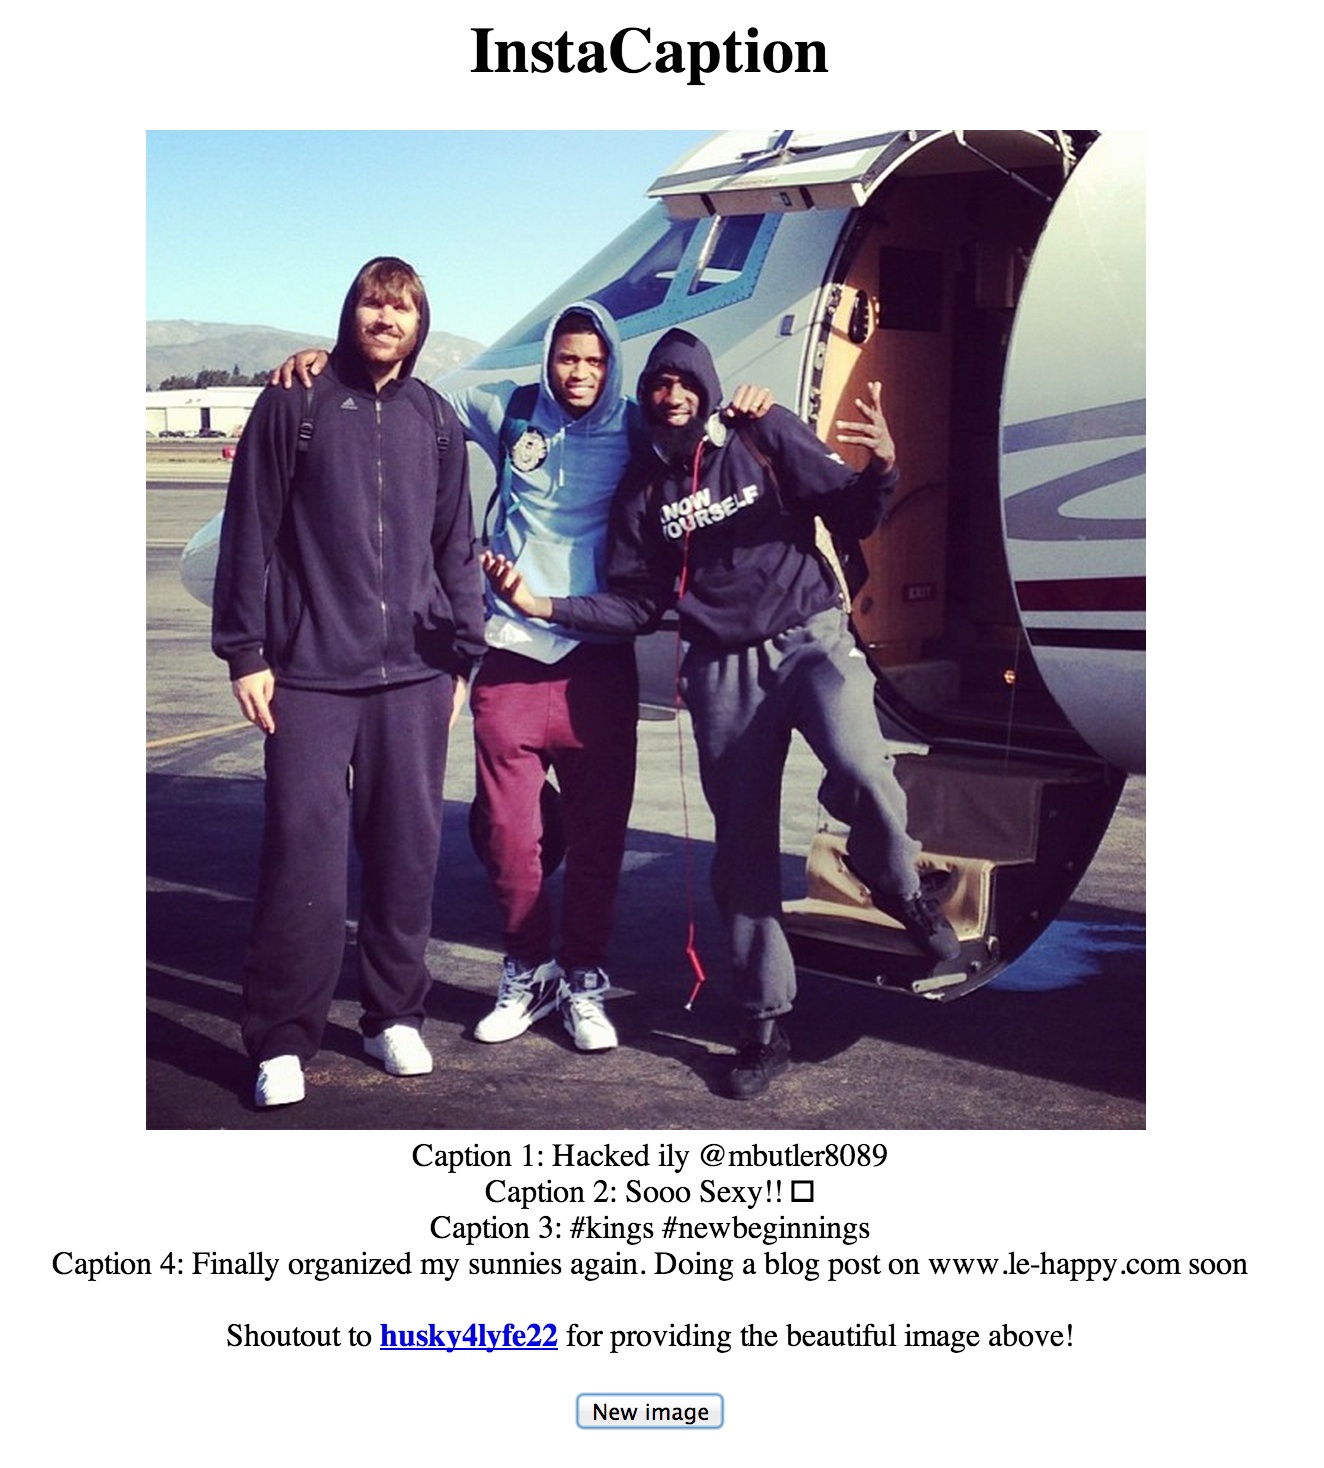 InstaCaption
EXIT
NOW
YOURSELF
Caption 1: Hacked ily @mbutler8089
Caption 2: Sooo Sexy!! □
Caption 3: #kings #newbeginnings
Caption 4: Finally organized my sunnies again. Doing a blog post on www.le-happy.com soon
Shoutout to husky4lyfe22 for providing the beautiful image above!
New image